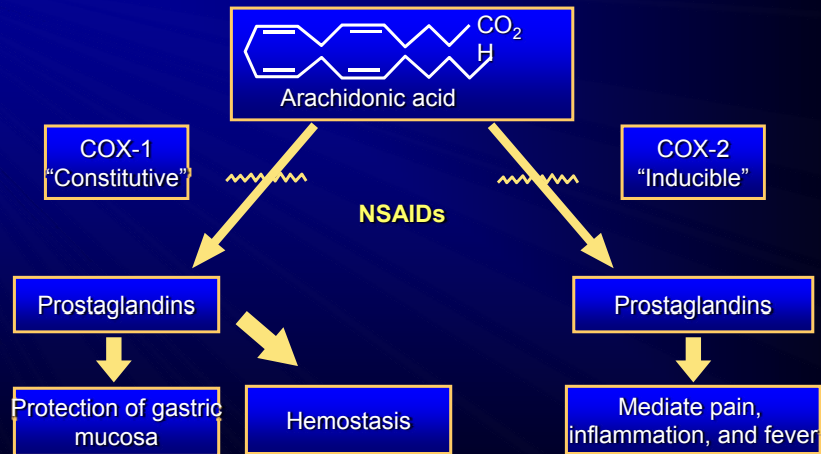 CO2
H
Arachidonic acid
COX-1
“Constitutive”
COX-2
“Inducible”
NSAIDs
Prostaglandins
Prostaglandins
Protection of gastric
mucosa
Hemostasis
Mediate pain,
inflammation, and fever